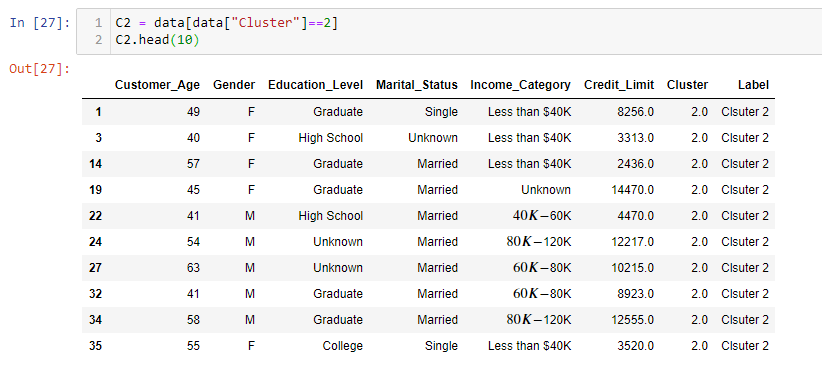 In [27]: 1 C2 = data[data["Cluster"]==2]
2 C2.head(10)
Out[27]:
Customer_Age Gender Education_Level Marital_Status Income_Category Credit_Limit Cluster Label
1 49 F Graduate Single Less than $40K 8256.0 2.0 Clsuter 2
3 40 F High School Unknown Less than $40K 3313.0 2.0 Clsuter 2
14 57 F Graduate Married Less than $40K 2436.0 2.0 Clsuter 2
19 45 F Graduate Married Unknown 14470.0 2.0 Clsuter 2
22 41 M High School Married 40K−60K 4470.0 2.0 Clsuter 2
24 54 M Unknown Married 80K−120K 12217.0 2.0 Clsuter 2
27 63 M Unknown Married 60K−80K 10215.0 2.0 Clsuter 2
32 41 M Graduate Married 60K−80K 8923.0 2.0 Clsuter 2
34 58 M Graduate Married 80K−120K 12555.0 2.0 Clsuter 2
35 55 F College Single Less than $40K 3520.0 2.0 Clsuter 2